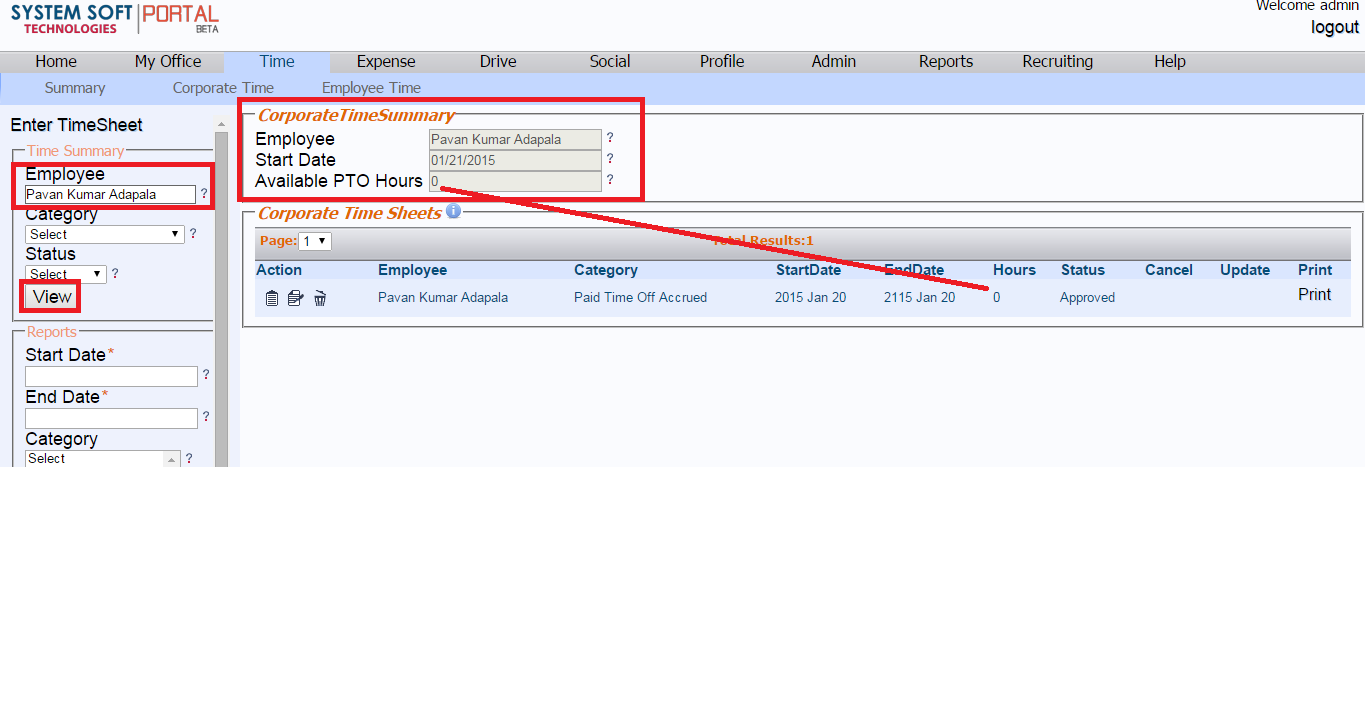 SYSTEM SOFT
TECHNOLOGIES
PORTAL
BETA
Welcome admin
logout
Home My Office Time Expense Drive Social Profile Admin Reports Recruiting Help
Summary Corporate Time Employee Time
Enter TimeSheet
Time Summary
Employee
Pavan Kumar Adapala ?
Category
Select ?
Status
Select ?
View
Reports
Start Date*
?
End Date*
?
Category
Select ?
CorporateTimeSummary
Employee Pavan Kumar Adapala ?
Start Date 01/21/2015 ?
Available PTO Hours 0 ?
Corporate Time Sheets i
Page: 1 Total Results:1
Action Employee Category StartDate EndDate Hours Status Cancel Update Print
Pavan Kumar Adapala Paid Time Off Accrued 2015 Jan 20 2115 Jan 20 0 Approved Print